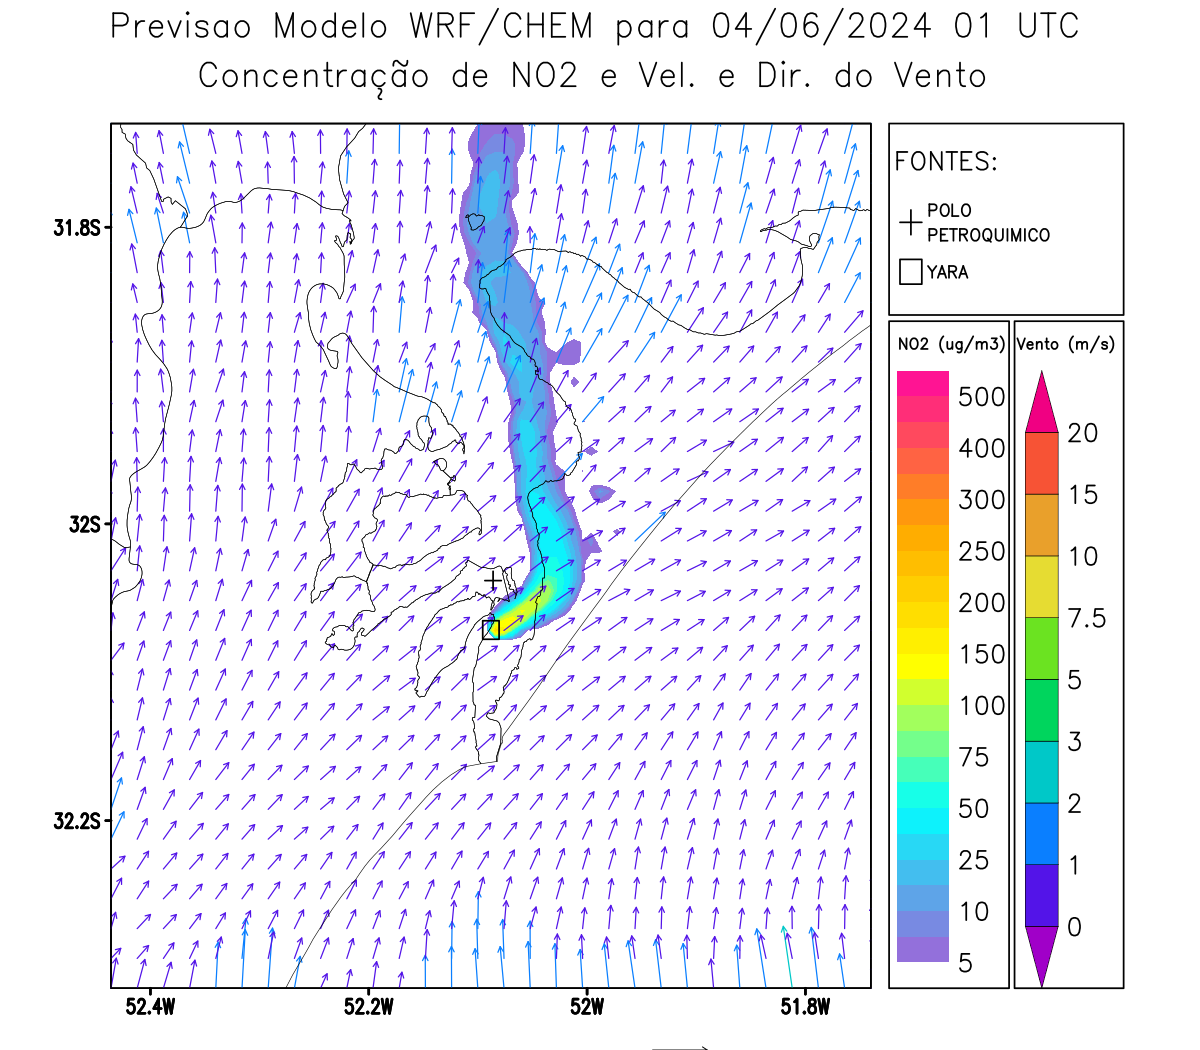 Previsao Modelo WRF/CHEM para 04/06/2024 01 UTC
Concentração de NO2 e Vel. e Dir. do Vento
FONTES:
POLO
PETROQUIMICO
YARA
NO2 (ug/m3)
500
400
300
250
200
150
100
75
50
25
10
5
Vento (m/s)
20
15
10
7.5
5
3
2
1
0
31.8S
32S
32.2S
52.4W
52.2W
52W
51.8W